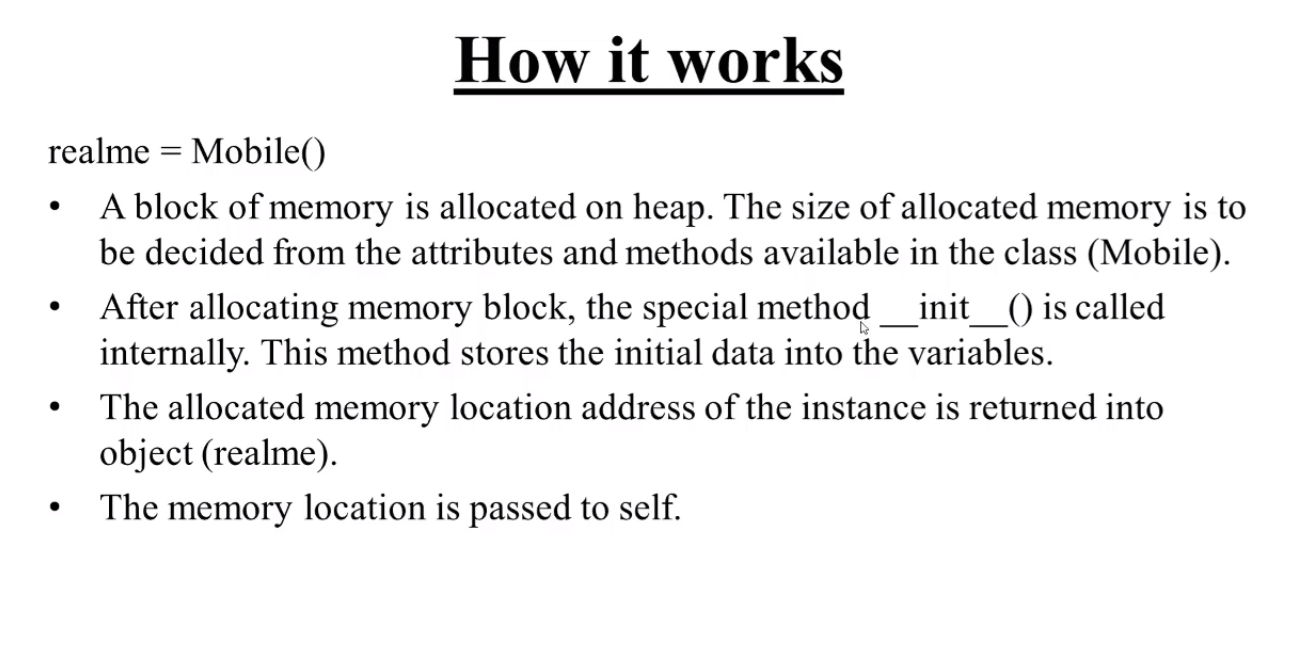 How it works
realme = Mobile()
• A block of memory is allocated on heap. The size of allocated memory is to
be decided from the attributes and methods available in the class (Mobile).
• After allocating memory block, the special method __init__() is called
internally. This method stores the initial data into the variables.
• The allocated memory location address of the instance is returned into
object (realme).
• The memory location is passed to self.